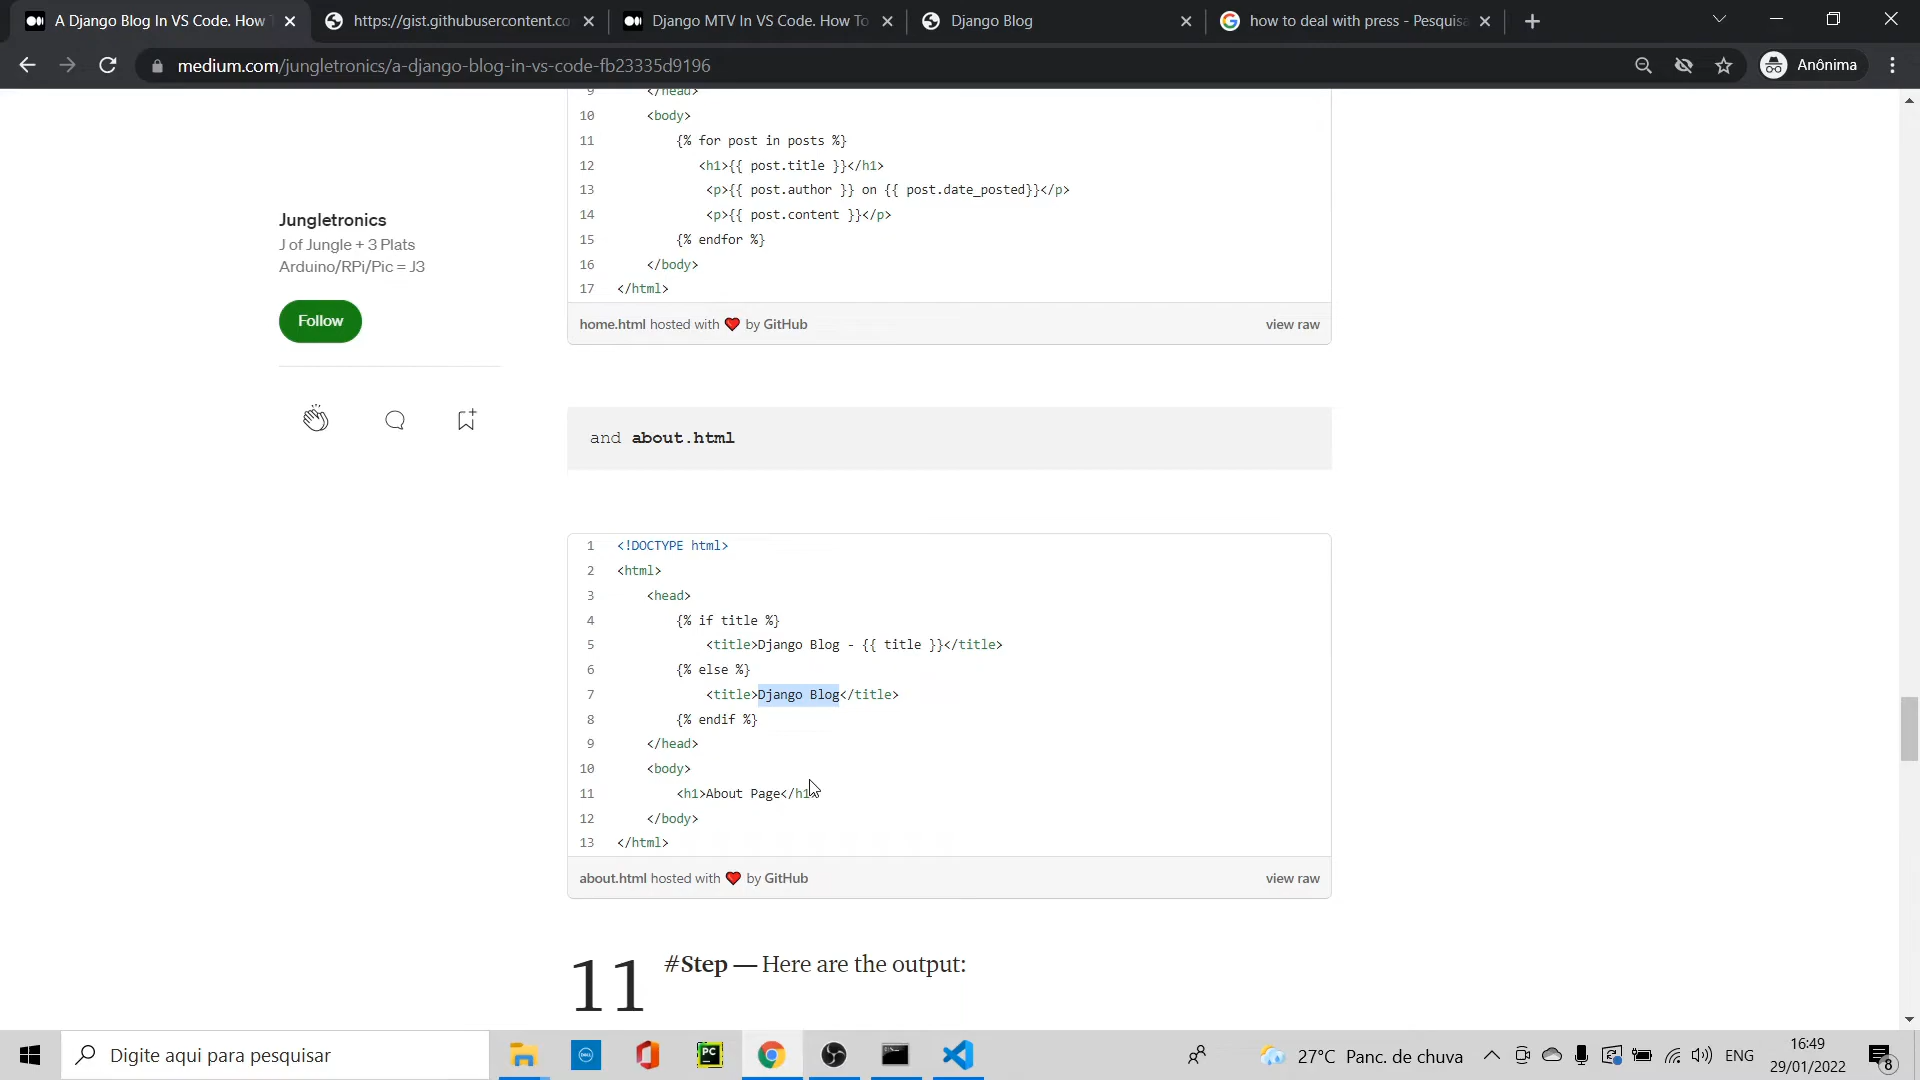 A Django Blog In VS Code. How
https://gist.githubusercontent.co
Django MTV In VS Code. How To
Django Blog
how to deal with press - Pesquisa
medium.com/jungletronics/a-django-blog-in-vs-code-fb23335d9196
Anônima
9 </head>
10 <body>
11 {% for post in posts %}
12 <h1>{{ post.title }}</h1>
13 <p>{{ post.author }} on {{ post.date_posted}}</p>
14 <p>{{ post.content }}</p>
15 {% endfor %}
16 </body>
17 </html>
home.html hosted with ❤ by GitHub
view raw
Jungletronics
J of Jungle + 3 Plats
Arduino/RPi/Pic = J3
Follow
and about.html
1 <!DOCTYPE html>
2 <html>
3 <head>
4 {% if title %}
5 <title>Django Blog - {{ title }}</title>
6 {% else %}
7 <title>Django Blog</title>
8 {% endif %}
9 </head>
10 <body>
11 <h1>About Page</h1
12 </body>
13 </html>
about.html hosted with ❤ by GitHub
view raw
11 #Step — Here are the output:
Digite aqui para pesquisar
DELL
PC
27°C Panc. de chuva
ENG
16:49
29/01/2022
8